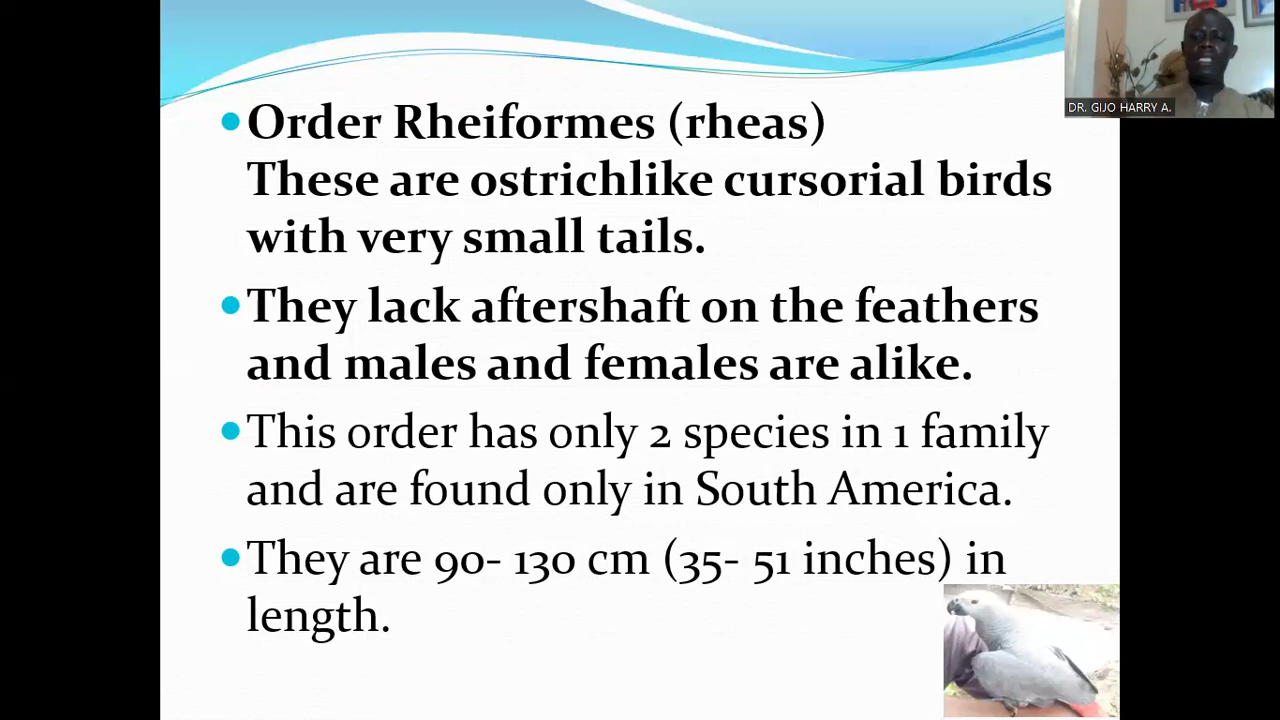 DR. GIJO HARRY A.
•Order Rheiformes (rheas)
These are ostrichlike cursorial birds
with very small tails.
•They lack aftershaft on the feathers
and males and females are alike.
•This order has only 2 species in 1 family
and are found only in South America.
•They are 90- 130 cm (35- 51 inches) in
length.